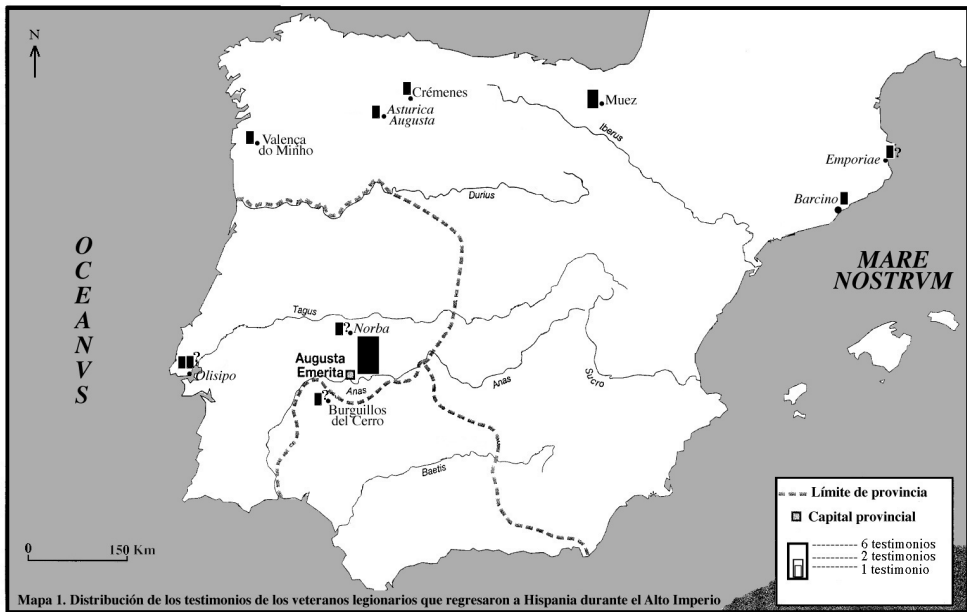 N
Crémenes
Asturica
Augusta
Muez
Iberus
Valença
do Minho
Emporiae
?
Barcino
Durius
OCEANVS
MARE
NOSTRVM
Tagus
?
Norba
Augusta
Emerita
?
Olisipo
Anas
Anas
Sucro
?
Burguillos
del Cerro
Baetis
*
Límite de provincia
Capital provincial
6 testimonios
2 testimonios
1 testimonio
0 150 Km
Mapa 1. Distribución de los testimonios de los veteranos legionarios que regresaron a Hispania durante el Alto Imperio